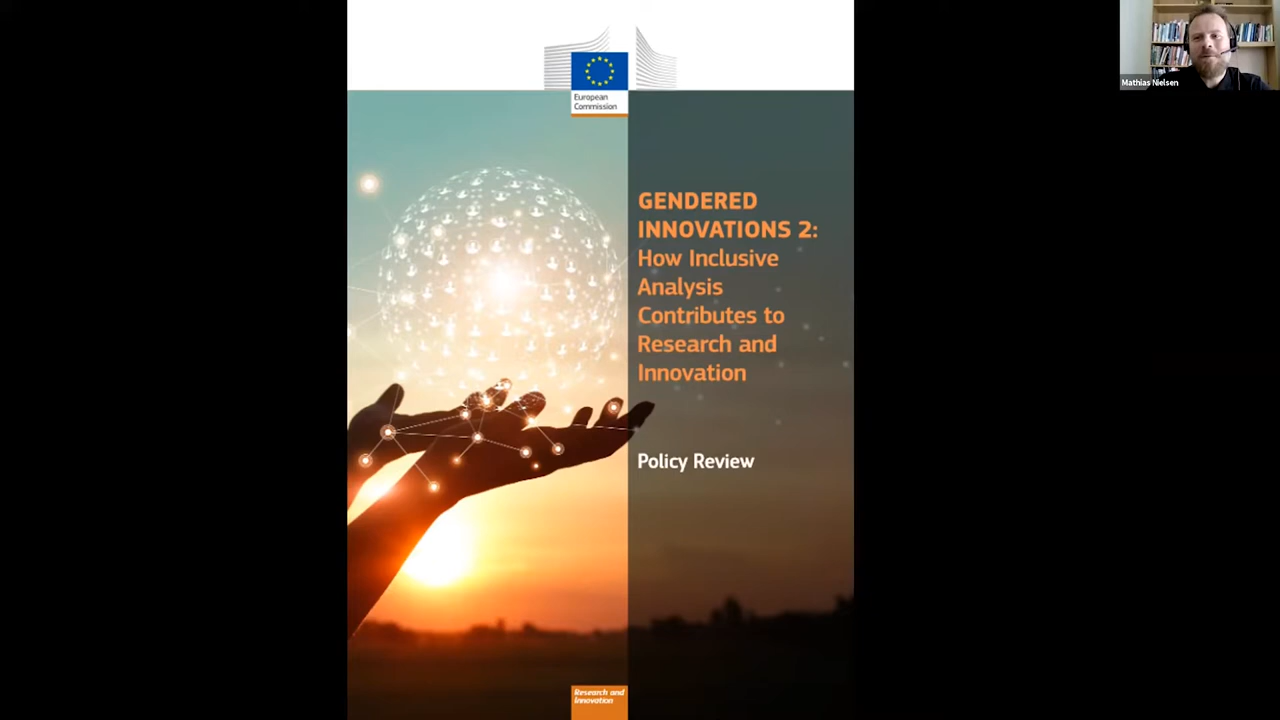 Mathias Nielsen
European
Commission
GENDERED
INNOVATIONS 2:
How Inclusive
Analysis
Contributes to
Research and
Innovation
Policy Review
Research and
Innovation